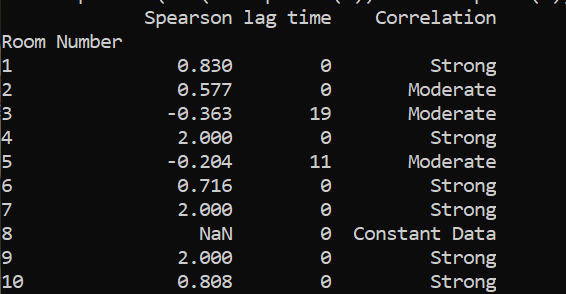 Spearson lag time Correlation
Room Number
1 0.830 0 Strong
2 0.577 0 Moderate
3 -0.363 19 Moderate
4 2.000 0 Strong
5 -0.204 11 Moderate
6 0.716 0 Strong
7 2.000 0 Strong
8 NaN 0 Constant Data
9 2.000 0 Strong
10 0.808 0 Strong